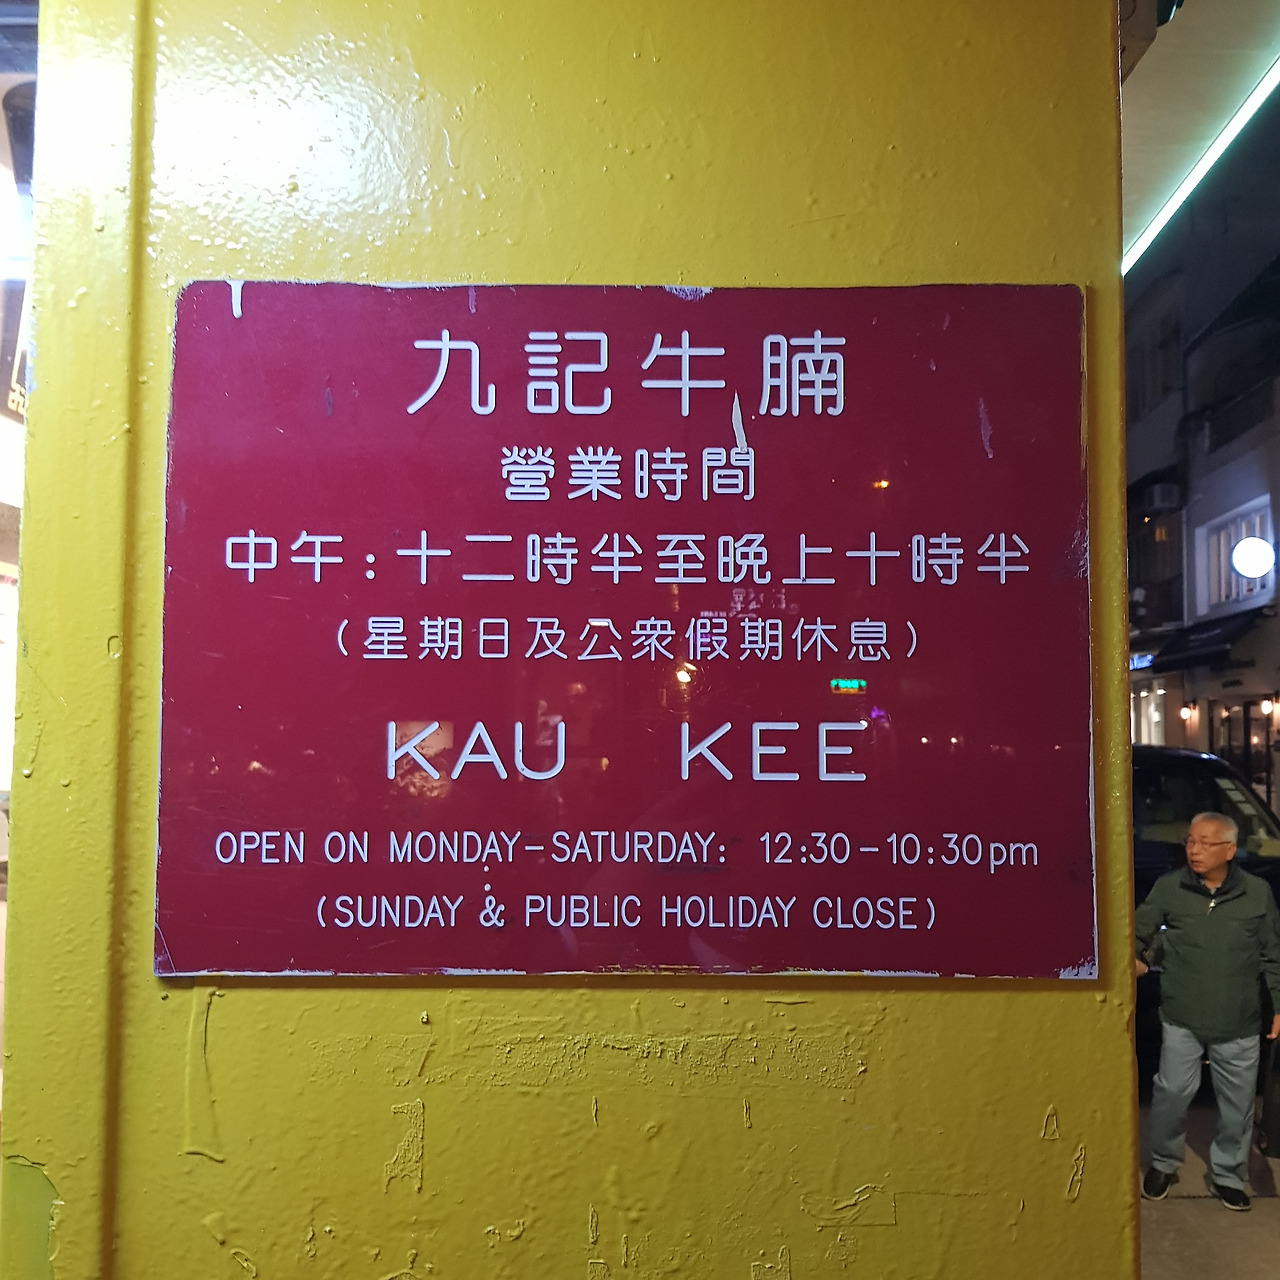 九記牛腩
營業時間
中午:十二時半至晚上十時半
(星期日及公衆假期休息)
KAU KEE
OPEN ON MONDAY-SATURDAY: 12:30-10:30pm
(SUNDAY & PUBLIC HOLIDAY CLOSE)